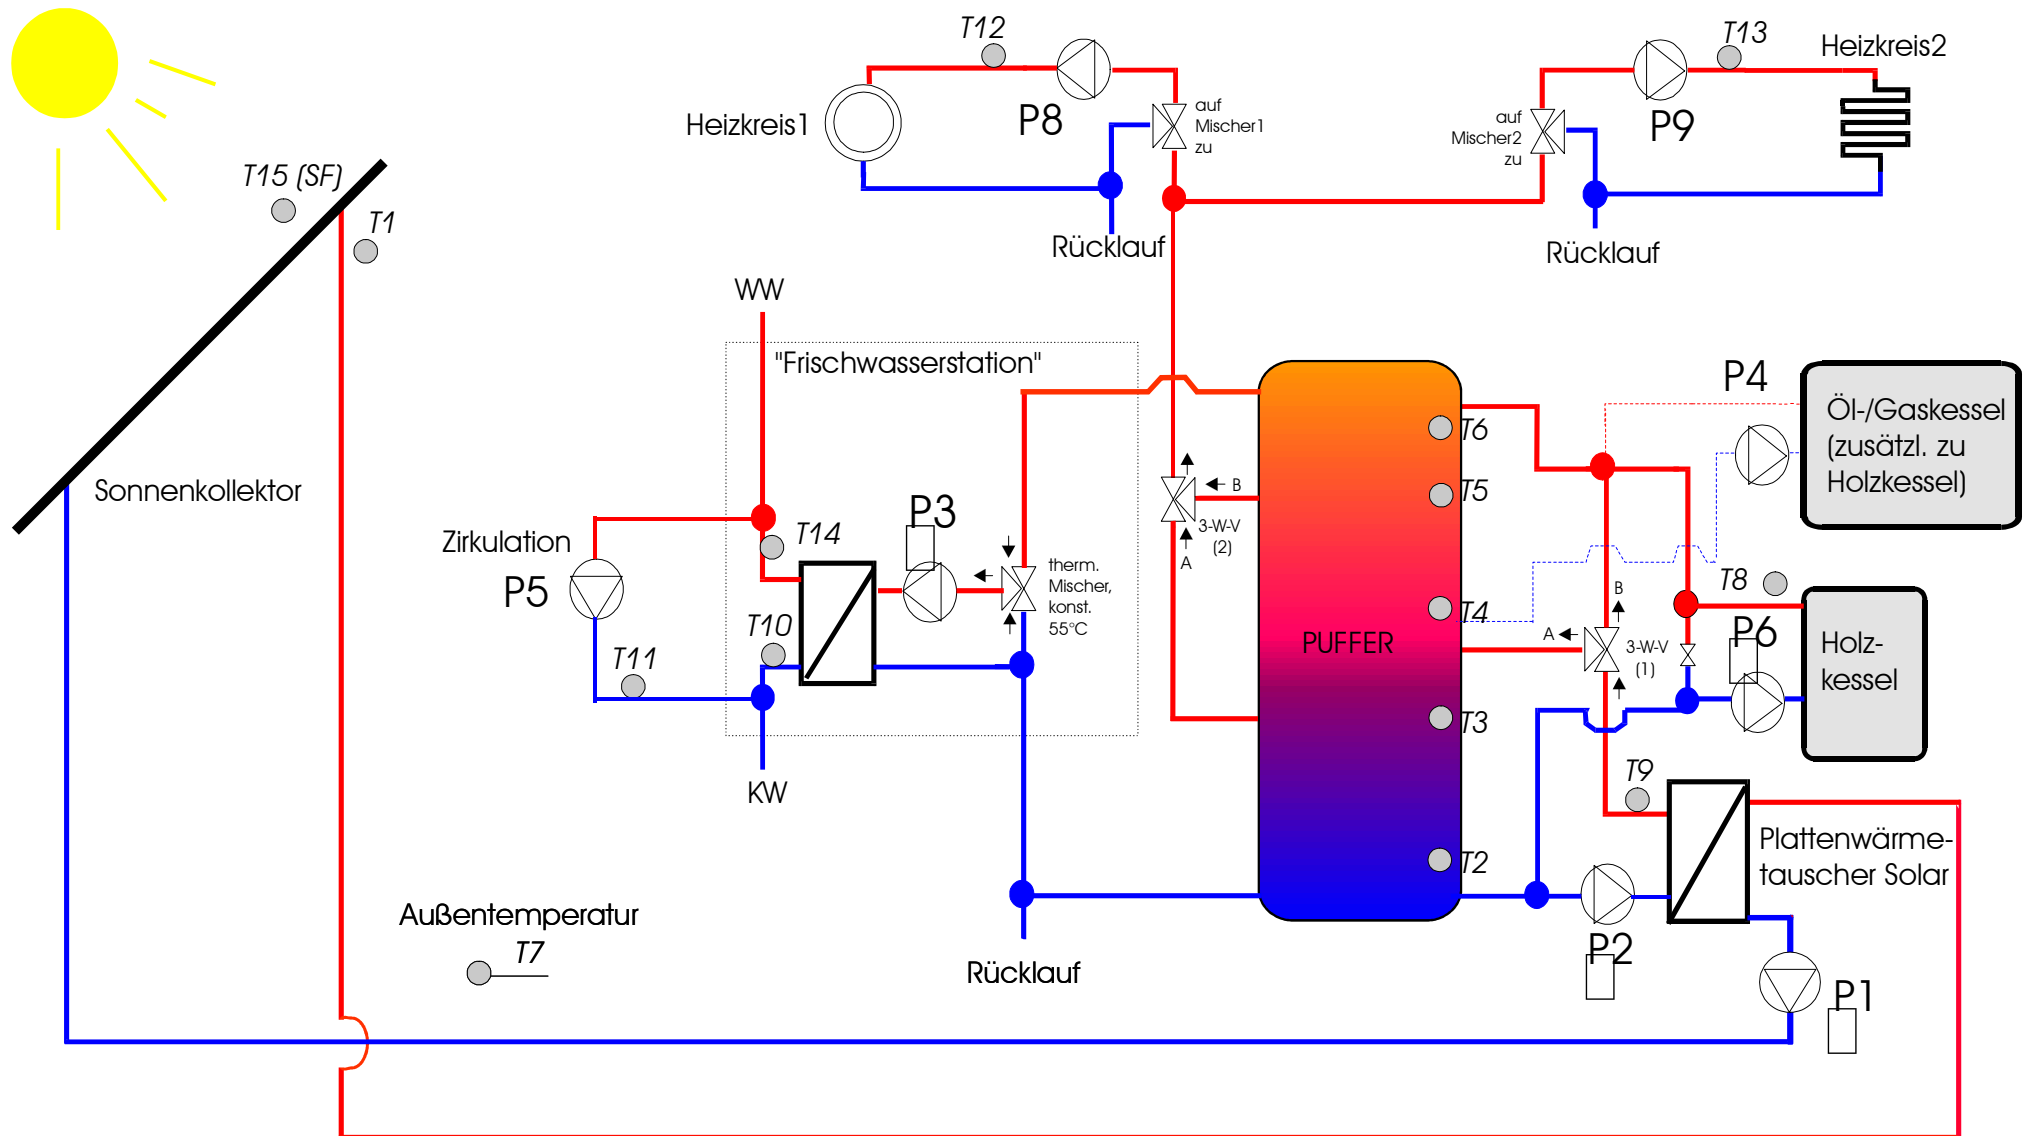 T12
T13
Heizkreis2
Heizkreis1
P8
auf
Mischer1
zu
auf
Mischer2
zu
P9
T15 (SF)
T1
Rücklauf
Rücklauf
WW
"Frischwasserstation"
P4
Öl-/Gaskessel
(zusätzl. zu
Holzkessel)
T6
T5
B
3-W-V
(2)
A
Sonnenkollektor
Zirkulation
P5
T14
P3
therm.
Mischer,
konst.
55°C
T10
T11
KW
PUFFER
T4
T3
T2
B
A
3-W-V
(1)
T8
P6
Holz-
kessel
T9
Plattenwärme-
tauscher Solar
P2
P1
Außentemperatur
T7
Rücklauf